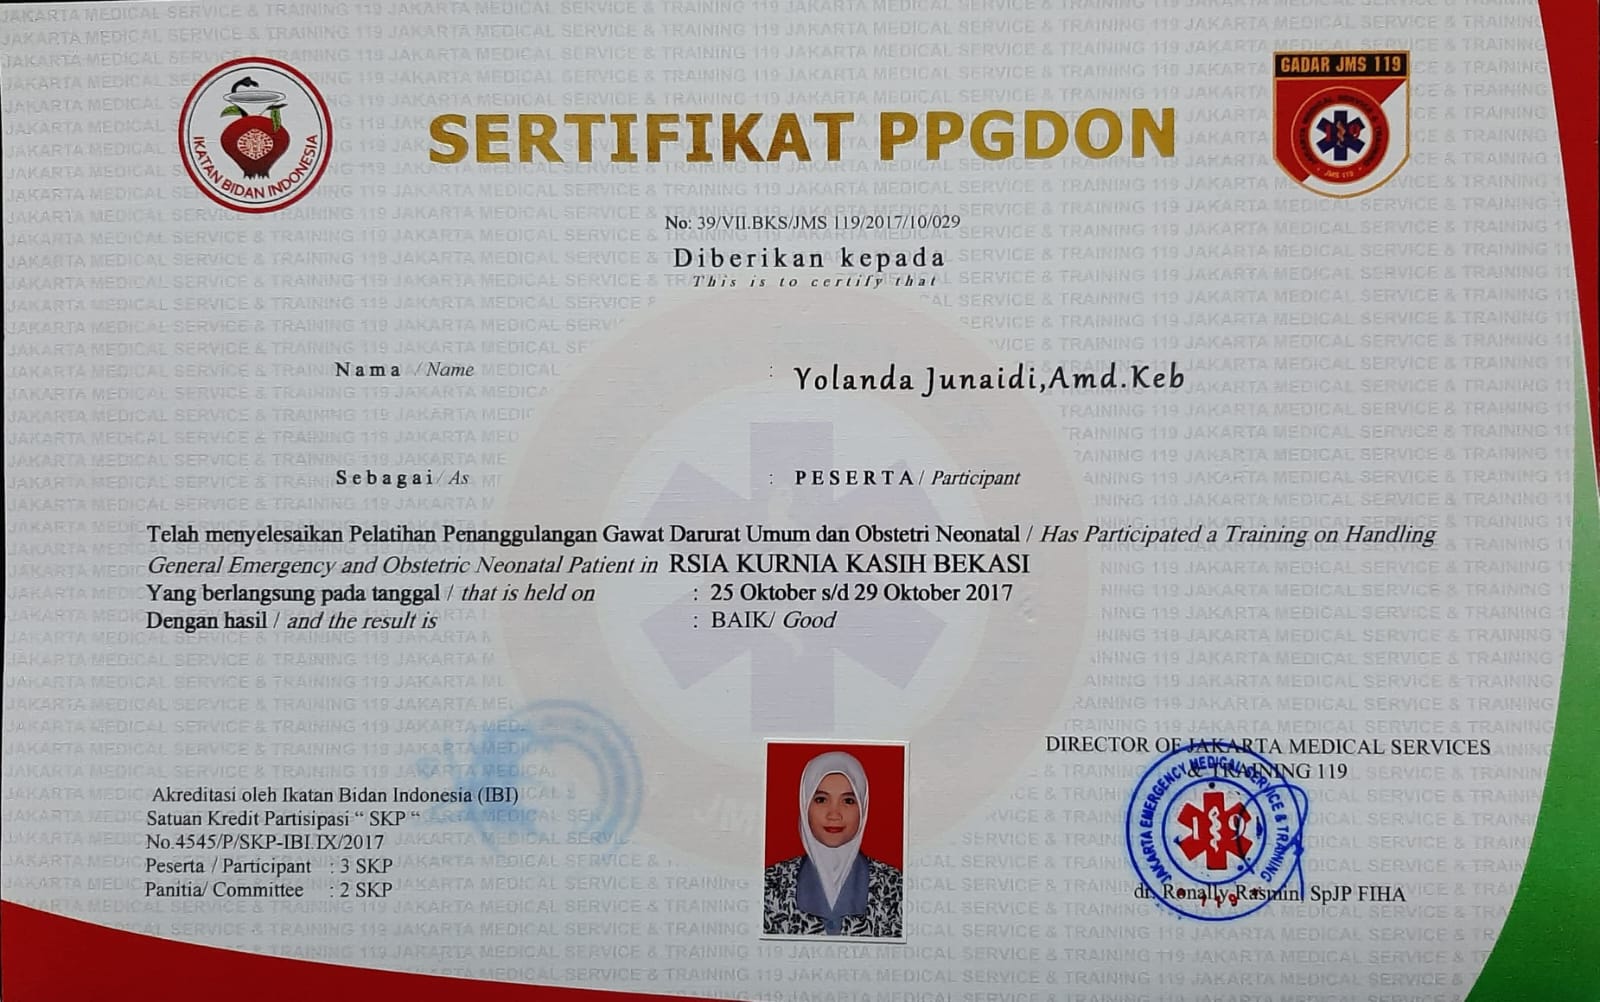 IKATAN BIDAN INDONESIA
GADAR JMS 119
JMS 119
SERTIFIKAT PPGDON
No: 39/VII.BKS/JMS 119/2017/10/029
Diberikan kepada
This is to certify that
Nama / Name : Yolanda Junaidi,Amd.Keb
Sebagai / As : PESERTA / Participant
Telah menyelesaikan Pelatihan Penanggulangan Gawat Darurat Umum dan Obstetri Neonatal / Has Participated a Training on Handling
General Emergency and Obstetric Neonatal Patient in RSIA KURNIA KASIH BEKASI
Yang berlangsung pada tanggal / that is held on : 25 Oktober s/d 29 Oktober 2017
Dengan hasil / and the result is : BAIK/ Good
Akreditasi oleh Ikatan Bidan Indonesia (IBI)
Satuan Kredit Partisipasi “ SKP “
No.4545/P/SKP-IBI.IX/2017
Peserta / Participant : 3 SKP
Panitia/ Committee : 2 SKP
DIRECTOR OF JAKARTA MEDICAL SERVICES
& TRAINING 119
JAKARTA EMERGENCY MEDICAL SERVICE & TRAINING
119
dr. Ronally Rasmin, SpJP FIHA
JAKARTA MEDICAL SERVICE & TRAINING 119